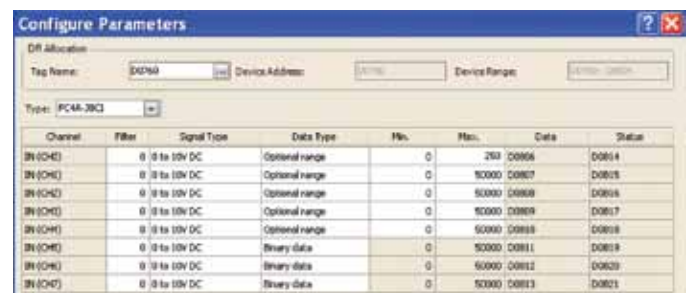 Configure Parameters
DR Allocation
Tag Name: D0760 Device Address: Device Range:
Type:
Channel Filter Signal Type Data Type Min. Max. Data Status
IN (CH0) 0 0 to 10V DC Optional range 0 250 D0806 D0814
IN (CH1) 0 0 to 10V DC Optional range 0 50000 D0807 D0815
IN (CH2) 0 0 to 10V DC Optional range 0 50000 D0808 D0816
IN (CH3) 0 0 to 10V DC Optional range 0 50000 D0809 D0817
IN (CH4) 0 0 to 10V DC Optional range 0 50000 D0810 D0818
IN (CH5) 0 0 to 10V DC Binary data 0 50000 D0811 D0819
IN (CH6) 0 0 to 10V DC Binary data 0 50000 D0812 D0820
IN (CH7) 0 0 to 10V DC Binary data 0 50000 D0813 D0821